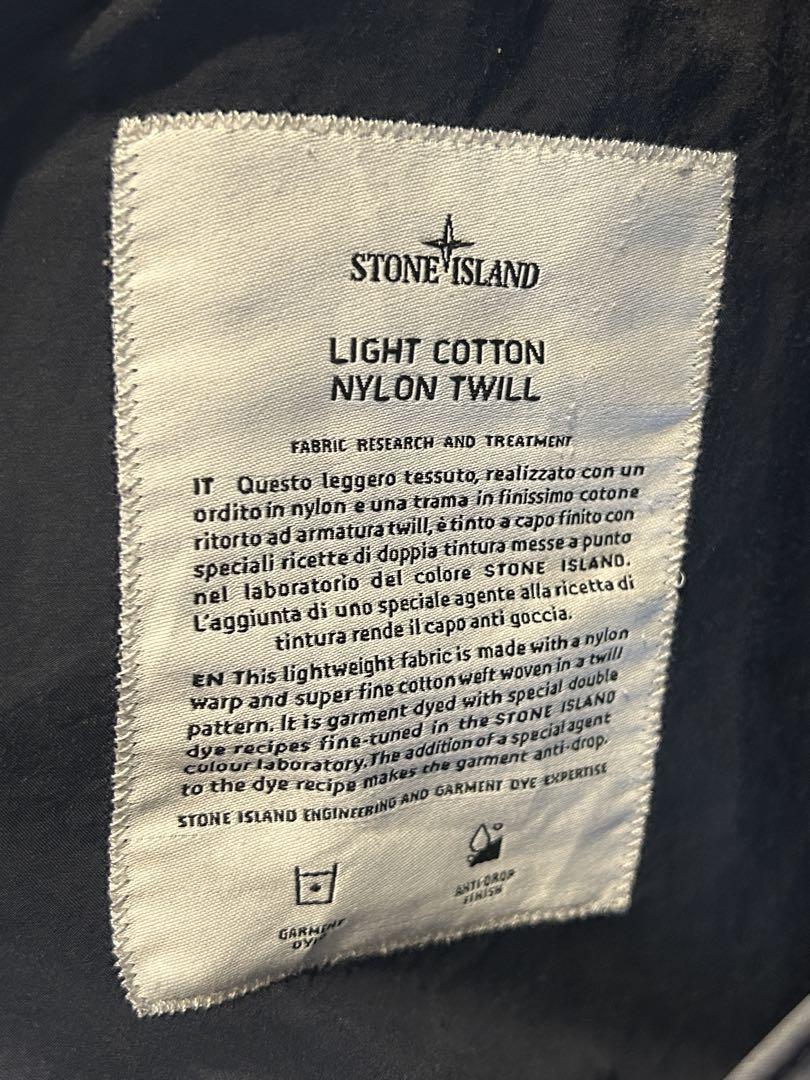 STONE ISLAND
LIGHT COTTON
NYLON TWILL
FABRIC RESEARCH AND TREATMENT
IT Questo leggero tessuto, realizzato con un
ordito in nylon e una trama in finissimo cotone
ritorto ad armatura twill, è tinto a capo finito con
speciali ricette di doppia tintura messe a punto
nel laboratorio del colore STONE ISLAND.
L'aggiunta di uno speciale agente alla ricetta di
tintura rende il capo anti goccia.
EN This lightweight fabric is made with a nylon
warp and super fine cotton weft woven in a twill
pattern. It is garment dyed with special double
dye recipes fine-tuned in the STONE ISLAND
colour laboratory. The addition of a special agent
to the dye recipe makes the garment anti-drop.
STONE ISLAND ENGINEERING AND GARMENT DYE EXPERTISE
ANTI-DROP
FINISH
GARMENT